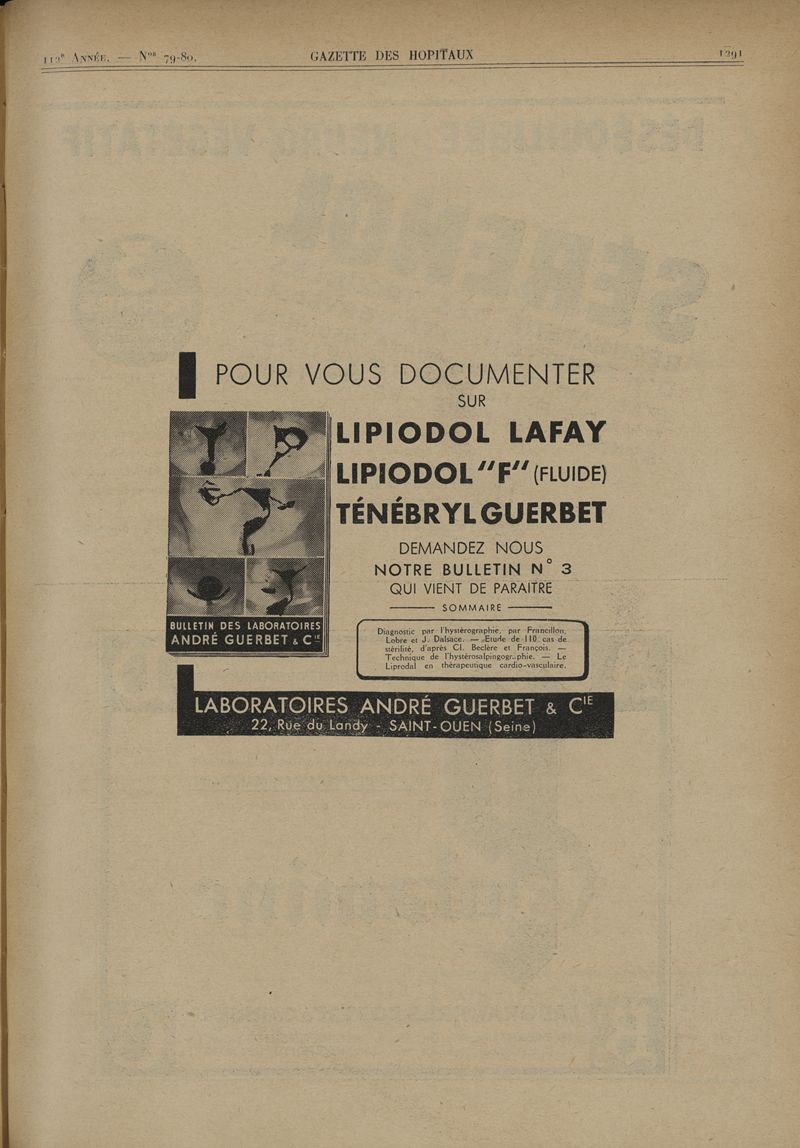 112e ANNÉE. — Nos 79-80.
GAZETTE DES HOPITAUX
1291
POUR VOUS DOCUMENTER
SUR
LIPIODOL LAFAY
LIPIODOL "F" (FLUIDE)
TÉNÉBRYL GUERBET
DEMANDEZ NOUS
NOTRE BULLETIN N° 3
QUI VIENT DE PARAITRE
SOMMAIRE
Diagnostic par l'hystérographie, par Francillon,
Lobre et J. Dalsace. — Etude de 110 cas de
stérilité, d'après Cl. Beclère et François. —
Technique de l'hystérosalpingographie. — Le
Liprodal en thérapeutique cardio-vasculaire.
BULLETIN DES LABORATOIRES
ANDRÉ GUERBET & CIE
LABORATOIRES ANDRÉ GUERBET & CIE
22, Rue du Landy - SAINT-OUEN (Seine)